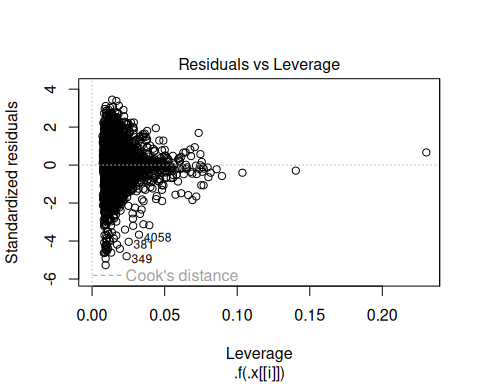 Residuals vs Leverage
Standardized residuals
4
2
0
-2
-4
-6
4058
381
349
Cook's distance
0.00 0.05 0.10 0.15 0.20
Leverage
.f(.x[[i]])